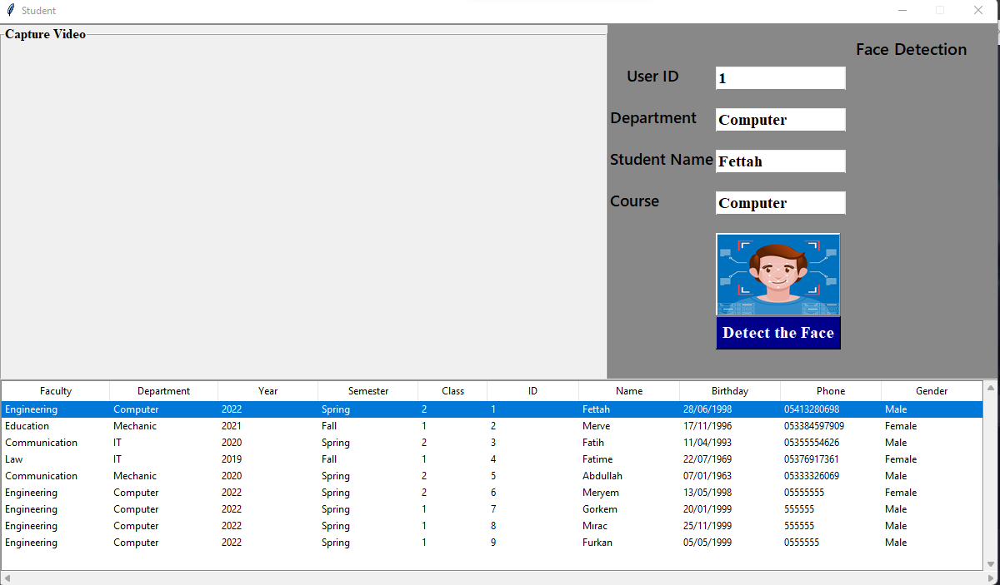 Student
Capture Video
Face Detection
User ID 1
Department Computer
Student Name Fettah
Course Computer
Detect the Face
Faculty Department Year Semester Class ID Name Birthday Phone Gender
Engineering Computer 2022 Spring 2 1 Fettah 28/06/1998 05413280698 Male
Education Mechanic 2021 Fall 1 2 Merve 17/11/1996 053384597909 Female
Communication IT 2020 Spring 2 3 Fatih 11/04/1993 05355554626 Male
Law IT 2019 Fall 1 4 Fatime 22/07/1969 05376917361 Female
Communication Mechanic 2020 Spring 2 5 Abdullah 07/01/1963 05333326069 Male
Engineering Computer 2022 Spring 2 6 Meryem 13/05/1998 05555555 Female
Engineering Computer 2022 Spring 1 7 Gorkem 20/01/1999 555555 Male
Engineering Computer 2022 Spring 1 8 Mırac 25/11/1999 555555 Male
Engineering Computer 2022 Spring 1 9 Furkan 05/05/1999 0555555 Male